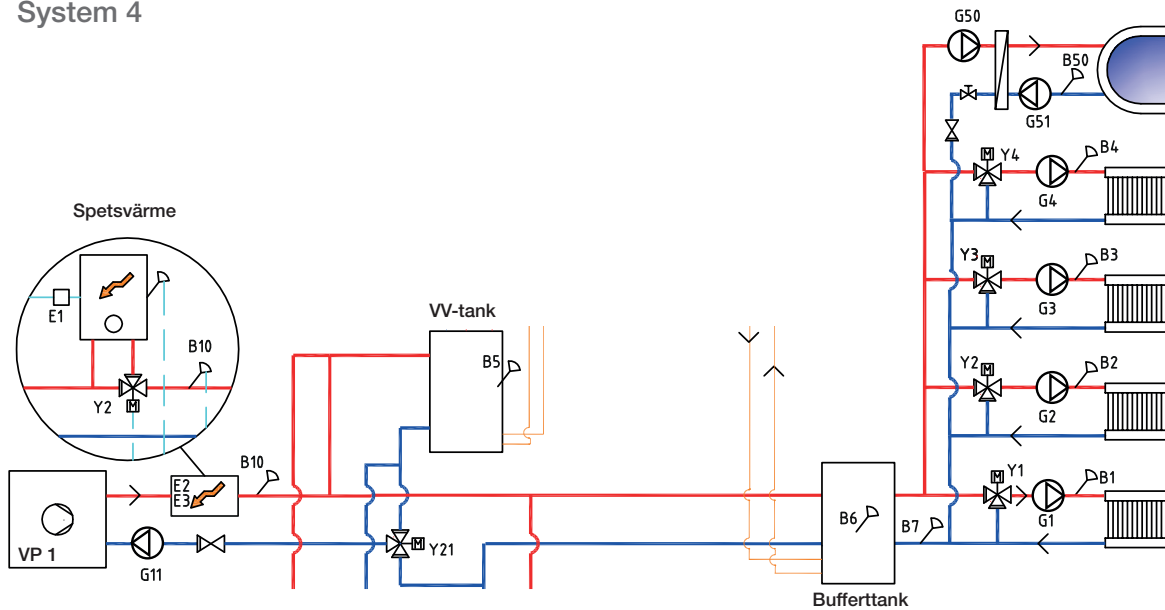 System 4
G50
B50
G51
Y4
B4
G4
Spetsvärme
Y3
B3
G3
E1
VV-tank
B10
B5
Y2
M
Y2
B2
G2
B10
E2
E3
Y1
B1
B6
B7
G1
VP 1
G11
M
Y21
M
M
M
M
Bufferttank